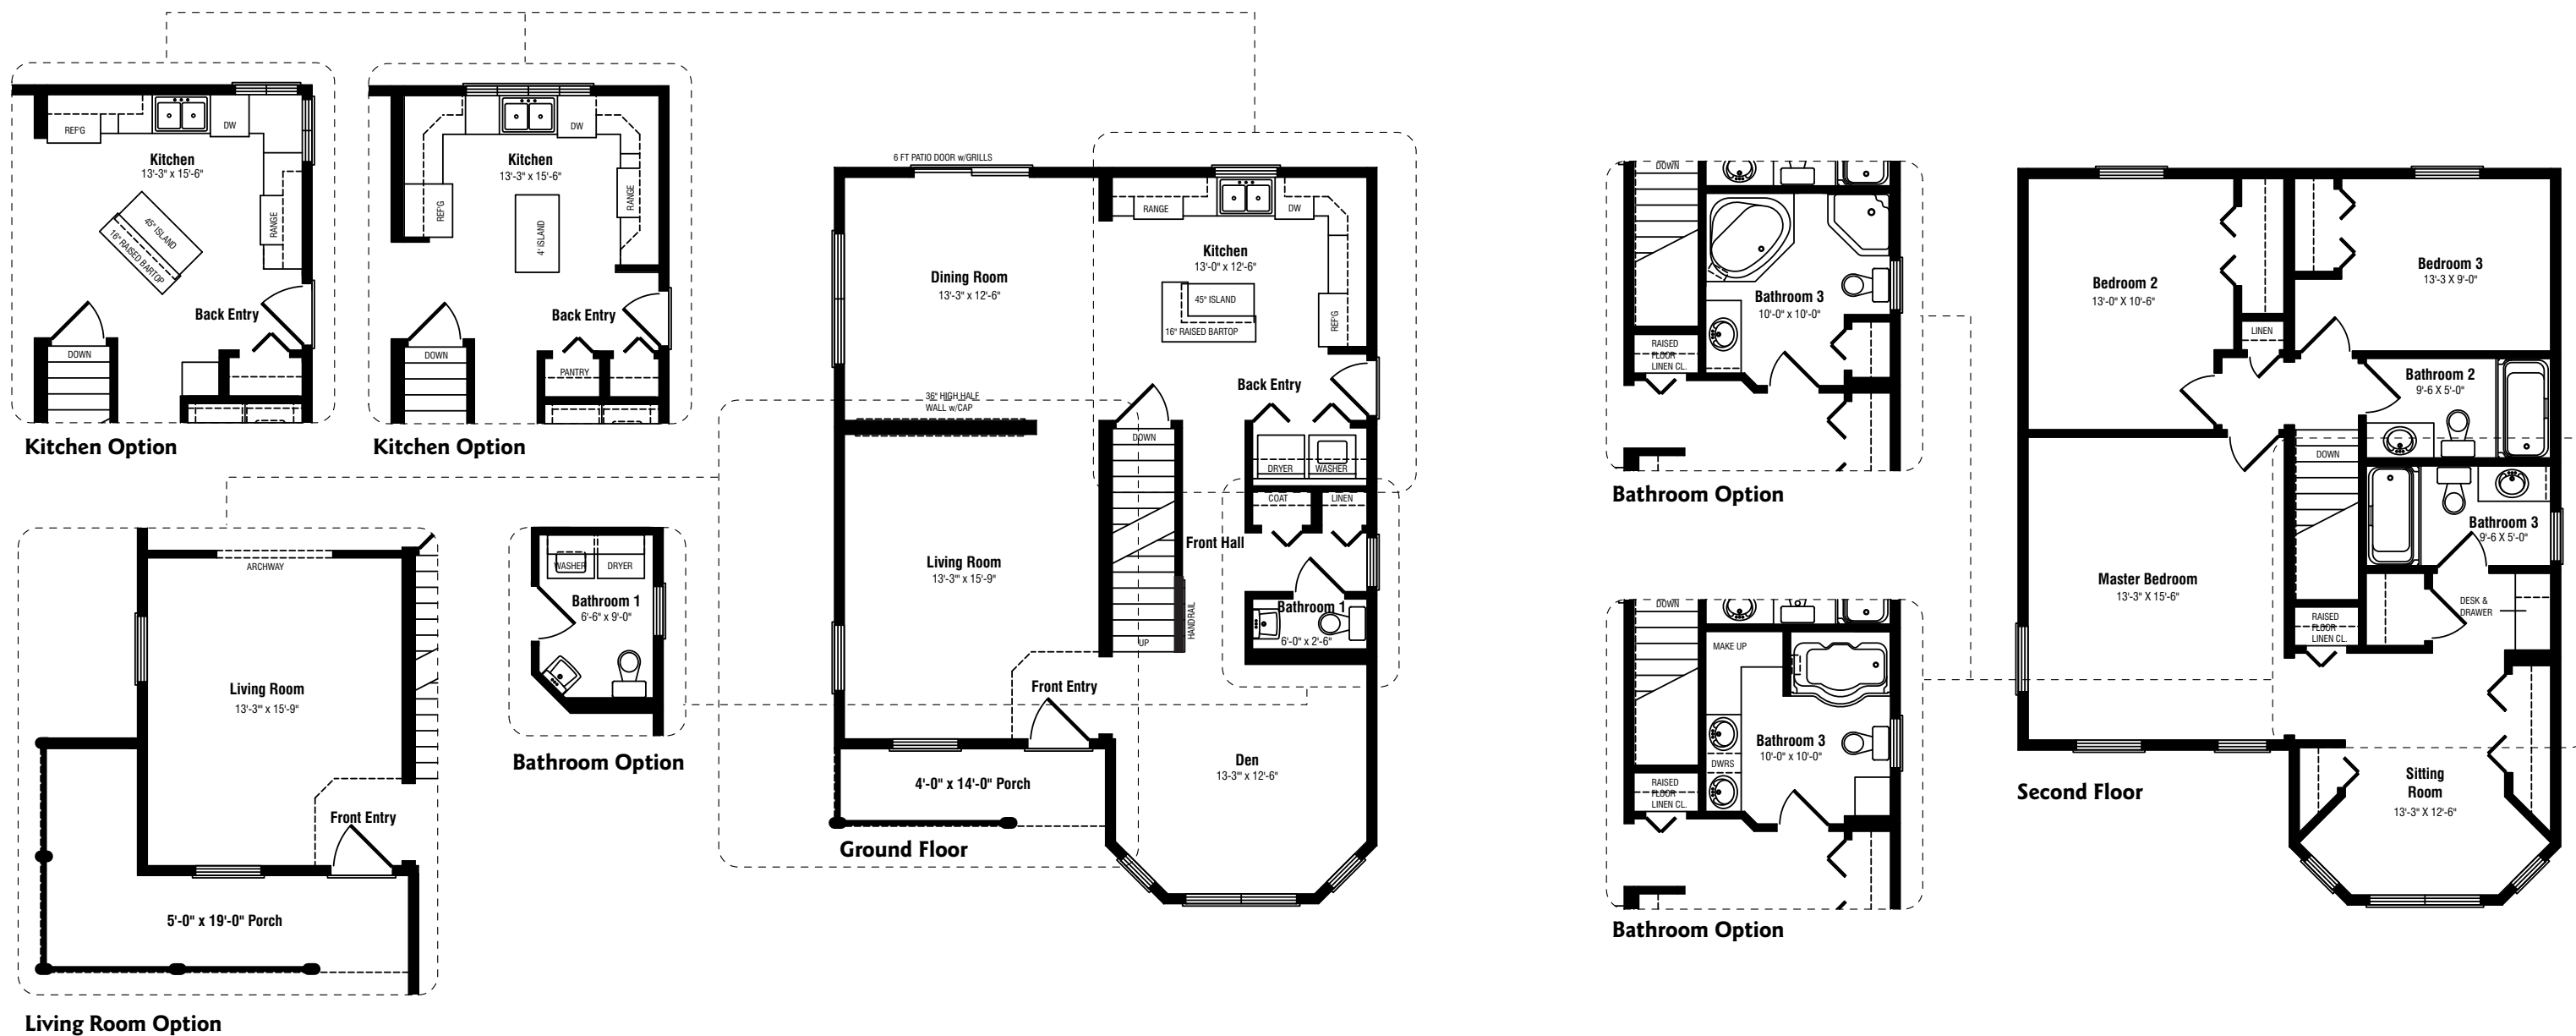 REF'G
DW
Kitchen
13'-3" x 15'-6"
45" ISLAND
16" RAISED BARTOP
RANGE
Back Entry
DOWN
Kitchen Option
DW
Kitchen
13'-3" x 15'-6"
REF'G
RANGE
4' ISLAND
Back Entry
DOWN
PANTRY
Kitchen Option
ARCHWAY
Living Room
13'-3'" x 15'-9"
Front Entry
5'-0" x 19'-0" Porch
Living Room Option
WASHER
DRYER
Bathroom 1
6'-6" x 9'-0"
Bathroom Option
6 FT PATIO DOOR w/GRILLS
RANGE
DW
Kitchen
13'-0" x 12'-6"
Dining Room
13'-3" x 12'-6"
45" ISLAND
16" RAISED BARTOP
REF'G
Back Entry
36" HIGH HALF
WALL w/CAP
DOWN
DRYER
WASHER
COAT
LINEN
Front Hall
Living Room
13'-3'" x 15'-9"
HANDRAIL
Bathroom 1
6'-0" x 2'-6"
UP
Front Entry
Den
13-3'" x 12'-6"
4'-0" x 14'-0" Porch
Ground Floor
DOWN
Bathroom 3
10'-0" x 10'-0"
RAISED
FLOOR
LINEN CL.
Bathroom Option
DOWN
MAKE UP
Bathroom 3
10'-0" x 10'-0"
DWRS
RAISED
FLOOR
LINEN CL.
Bathroom Option
Bedroom 2
13'-0" X 10'-6"
Bedroom 3
13'-3 X 9'-0"
LINEN
Bathroom 2
9'-6 X 5'-0"
DOWN
Bathroom 3
9'-6 X 5'-0"
Master Bedroom
13'-3" X 15'-6"
DESK &
DRAWER
RAISED
FLOOR
LINEN CL.
Sitting
Room
13'-3" X 12'-6"
Second Floor